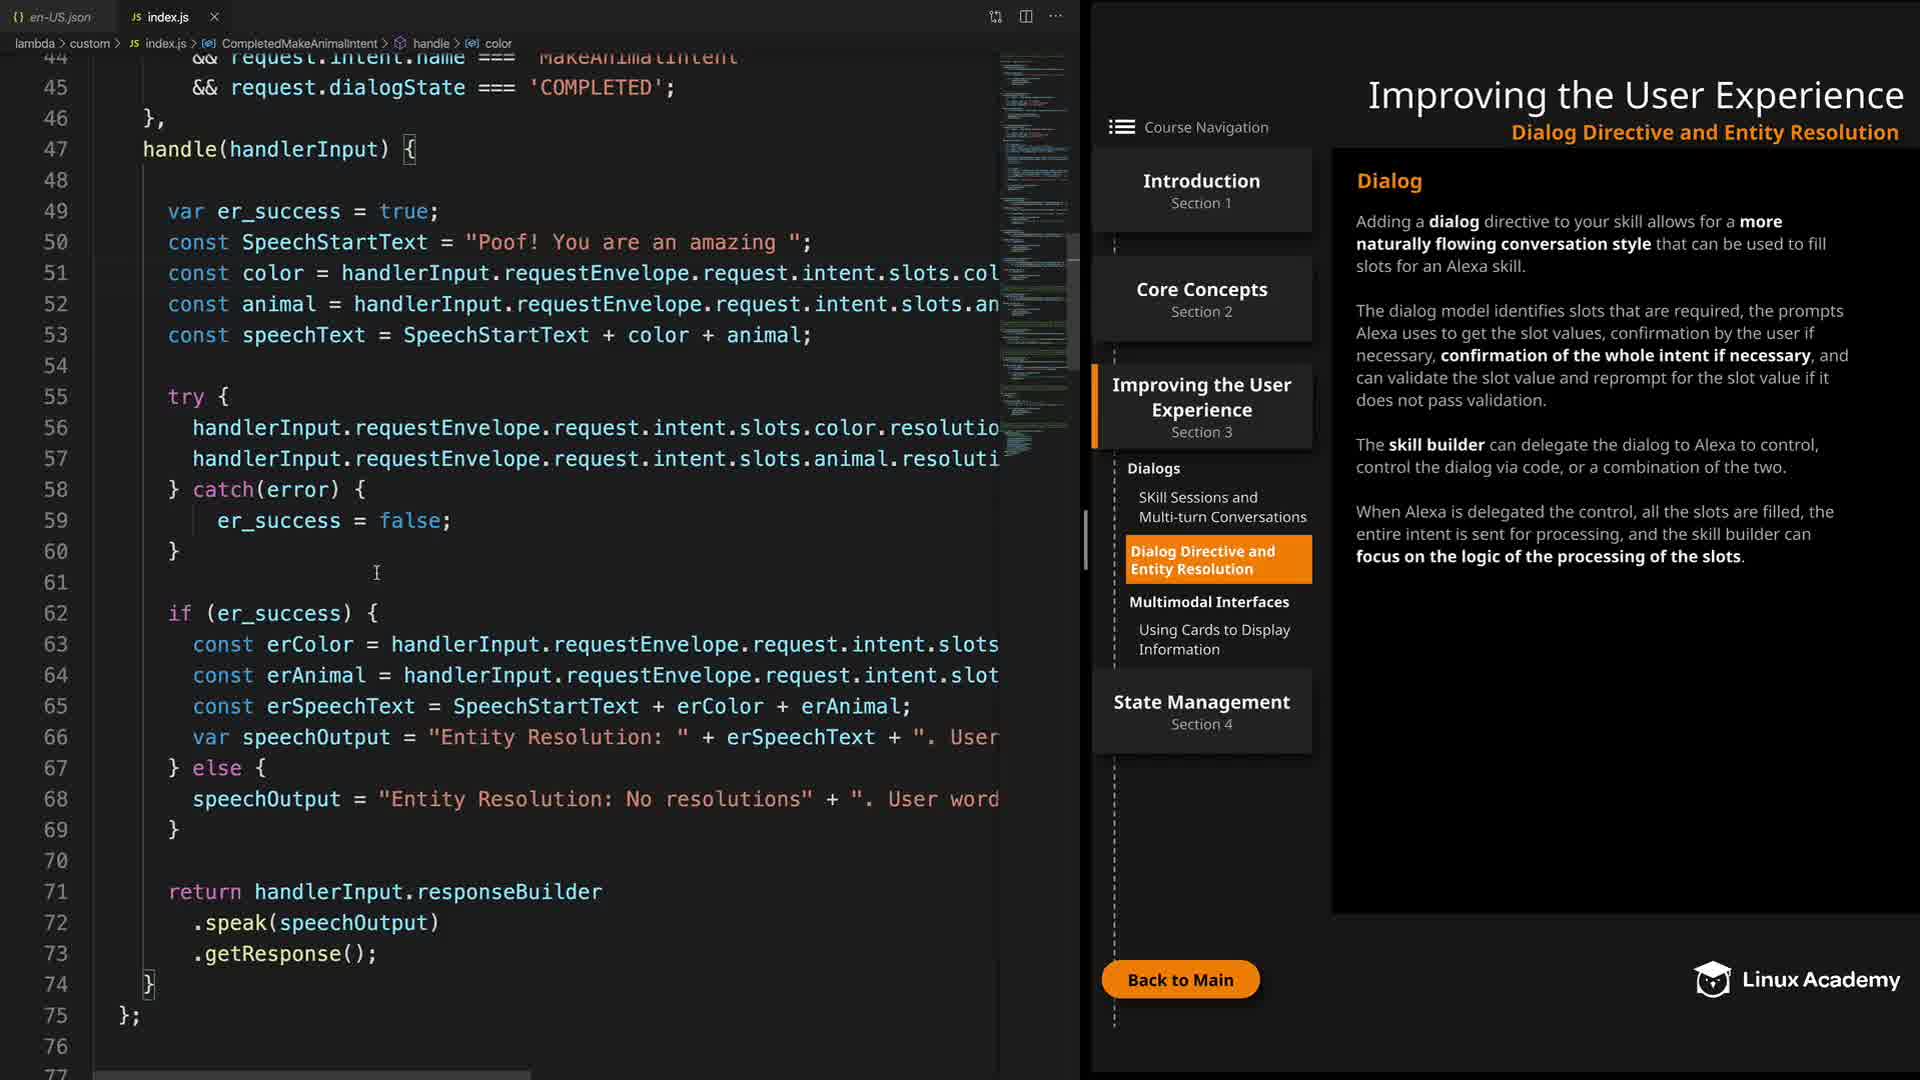 en-US.json
JS index.js
lambda > custom > JS index.js > CompletedMakeAnimalIntent > handle > color
44 && request.intent.name === 'MakeAnimalIntent'
45 && request.dialogState === 'COMPLETED';
46 },
47 handle(handlerInput) {
48
49 var er_success = true;
50 const SpeechStartText = "Poof! You are an amazing ";
51 const color = handlerInput.requestEnvelope.request.intent.slots.col
52 const animal = handlerInput.requestEnvelope.request.intent.slots.an
53 const speechText = SpeechStartText + color + animal;
54
55 try {
56 handlerInput.requestEnvelope.request.intent.slots.color.resolutio
57 handlerInput.requestEnvelope.request.intent.slots.animal.resoluti
58 } catch(error) {
59 er_success = false;
60 }
61
62 if (er_success) {
63 const erColor = handlerInput.requestEnvelope.request.intent.slots
64 const erAnimal = handlerInput.requestEnvelope.request.intent.slot
65 const erSpeechText = SpeechStartText + erColor + erAnimal;
66 var speechOutput = "Entity Resolution: " + erSpeechText + ". User
67 } else {
68 speechOutput = "Entity Resolution: No resolutions" + ". User word
69 }
70
71 return handlerInput.responseBuilder
72 .speak(speechOutput)
73 .getResponse();
74 }
75 };
76
77
Improving the User Experience
Dialog Directive and Entity Resolution
Course Navigation
Introduction
Section 1
Core Concepts
Section 2
Improving the User
Experience
Section 3
Dialogs
SKill Sessions and
Multi-turn Conversations
Dialog Directive and
Entity Resolution
Multimodal Interfaces
Using Cards to Display
Information
State Management
Section 4
Back to Main
Dialog
Adding a dialog directive to your skill allows for a more
naturally flowing conversation style that can be used to fill
slots for an Alexa skill.
The dialog model identifies slots that are required, the prompts
Alexa uses to get the slot values, confirmation by the user if
necessary, confirmation of the whole intent if necessary, and
can validate the slot value and reprompt for the slot value if it
does not pass validation.
The skill builder can delegate the dialog to Alexa to control,
control the dialog via code, or a combination of the two.
When Alexa is delegated the control, all the slots are filled, the
entire intent is sent for processing, and the skill builder can
focus on the logic of the processing of the slots.
Linux Academy